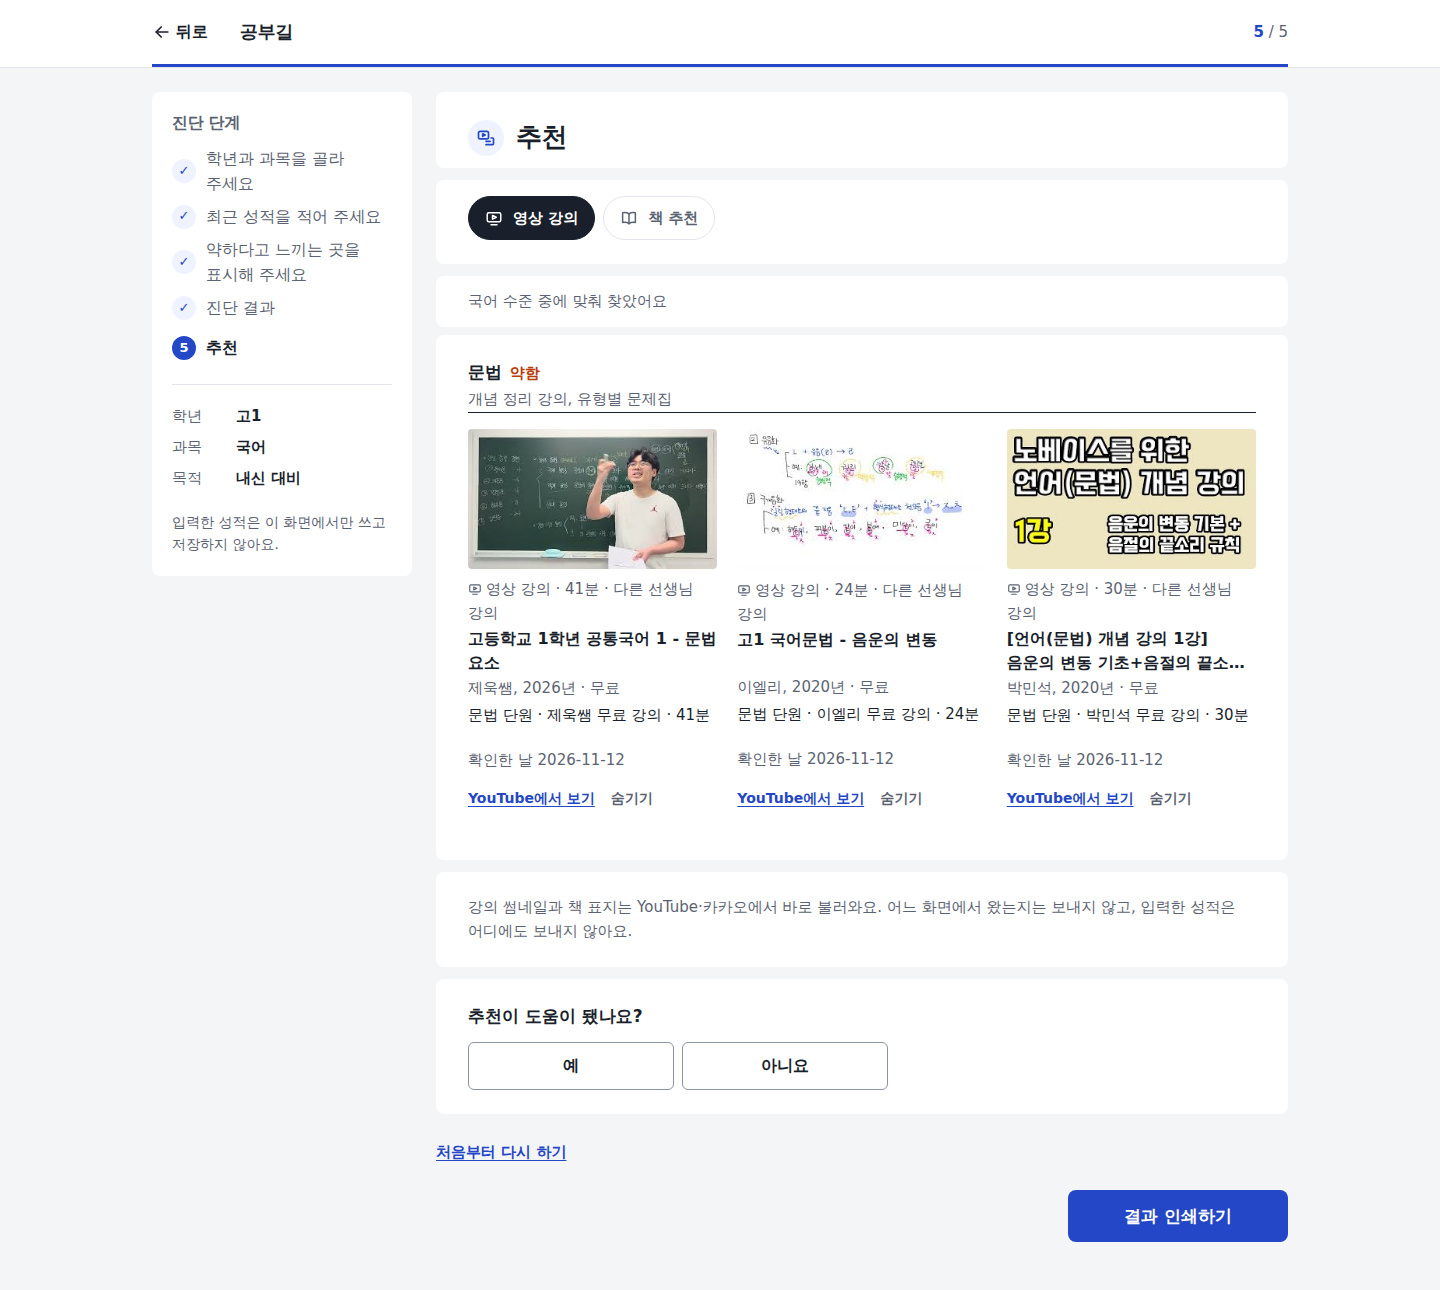 뒤로
공부길
5 / 5
진단 단계
✓ 학년과 과목을 골라
주세요
✓ 최근 성적을 적어 주세요
✓ 약하다고 느끼는 곳을
표시해 주세요
✓ 진단 결과
5 추천
학년 고1
과목 국어
목적 내신 대비
입력한 성적은 이 화면에서만 쓰고
저장하지 않아요.
추천
영상 강의
책 추천
국어 수준 중에 맞춰 찾았어요
문법 약함
개념 정리 강의, 유형별 문제집
영상 강의 · 41분 · 다른 선생님
강의
고등학교 1학년 공통국어 1 - 문법
요소
제욱쌤, 2026년 · 무료
문법 단원 · 제욱쌤 무료 강의 · 41분
확인한 날 2026-11-12
YouTube에서 보기 숨기기
영상 강의 · 24분 · 다른 선생님
강의
고1 국어문법 - 음운의 변동
이엘리, 2020년 · 무료
문법 단원 · 이엘리 무료 강의 · 24분
확인한 날 2026-11-12
YouTube에서 보기 숨기기
노베이스를 위한
언어(문법) 개념 강의
1강
음운의 변동 기본 +
음절의 끝소리 규칙
영상 강의 · 30분 · 다른 선생님
강의
[언어(문법) 개념 강의 1강]
음운의 변동 기초+음절의 끝소...
박민석, 2020년 · 무료
문법 단원 · 박민석 무료 강의 · 30분
확인한 날 2026-11-12
YouTube에서 보기 숨기기
강의 썸네일과 책 표지는 YouTube·카카오에서 바로 불러와요. 어느 화면에서 왔는지는 보내지 않고, 입력한 성적은
어디에도 보내지 않아요.
추천이 도움이 됐나요?
예
아니요
처음부터 다시 하기
결과 인쇄하기